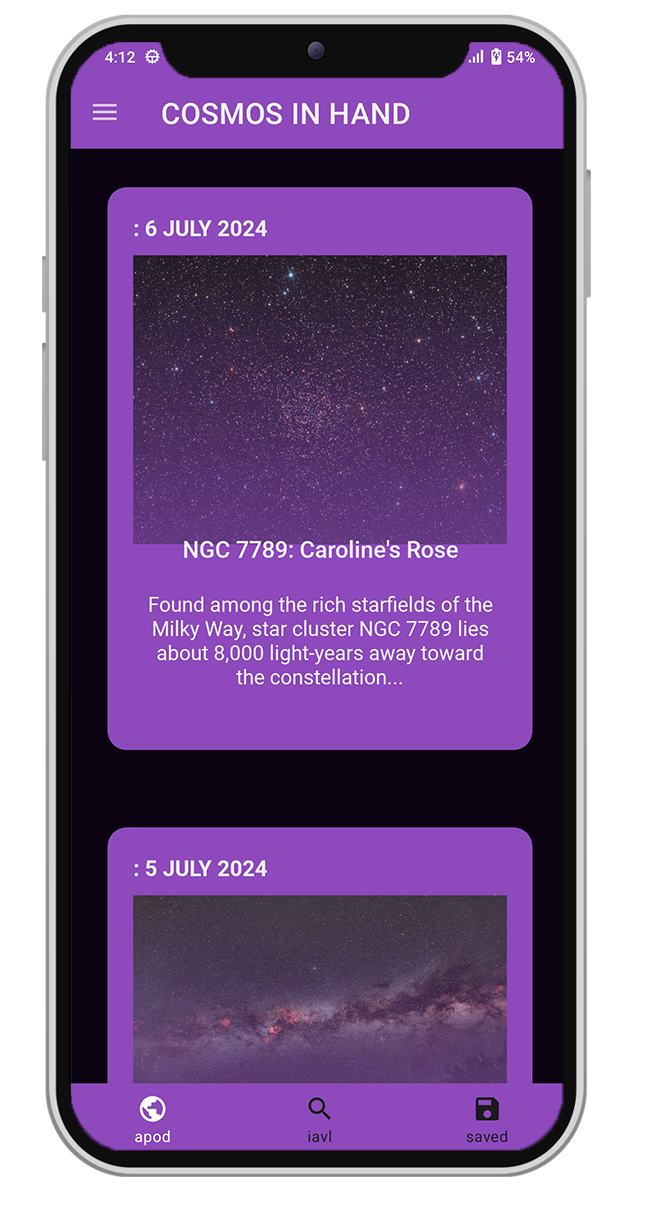 4:12 54%
COSMOS IN HAND
: 6 JULY 2024
NGC 7789: Caroline's Rose
Found among the rich starfields of the
Milky Way, star cluster NGC 7789 lies
about 8,000 light-years away toward
the constellation...
: 5 JULY 2024
apod iavl saved